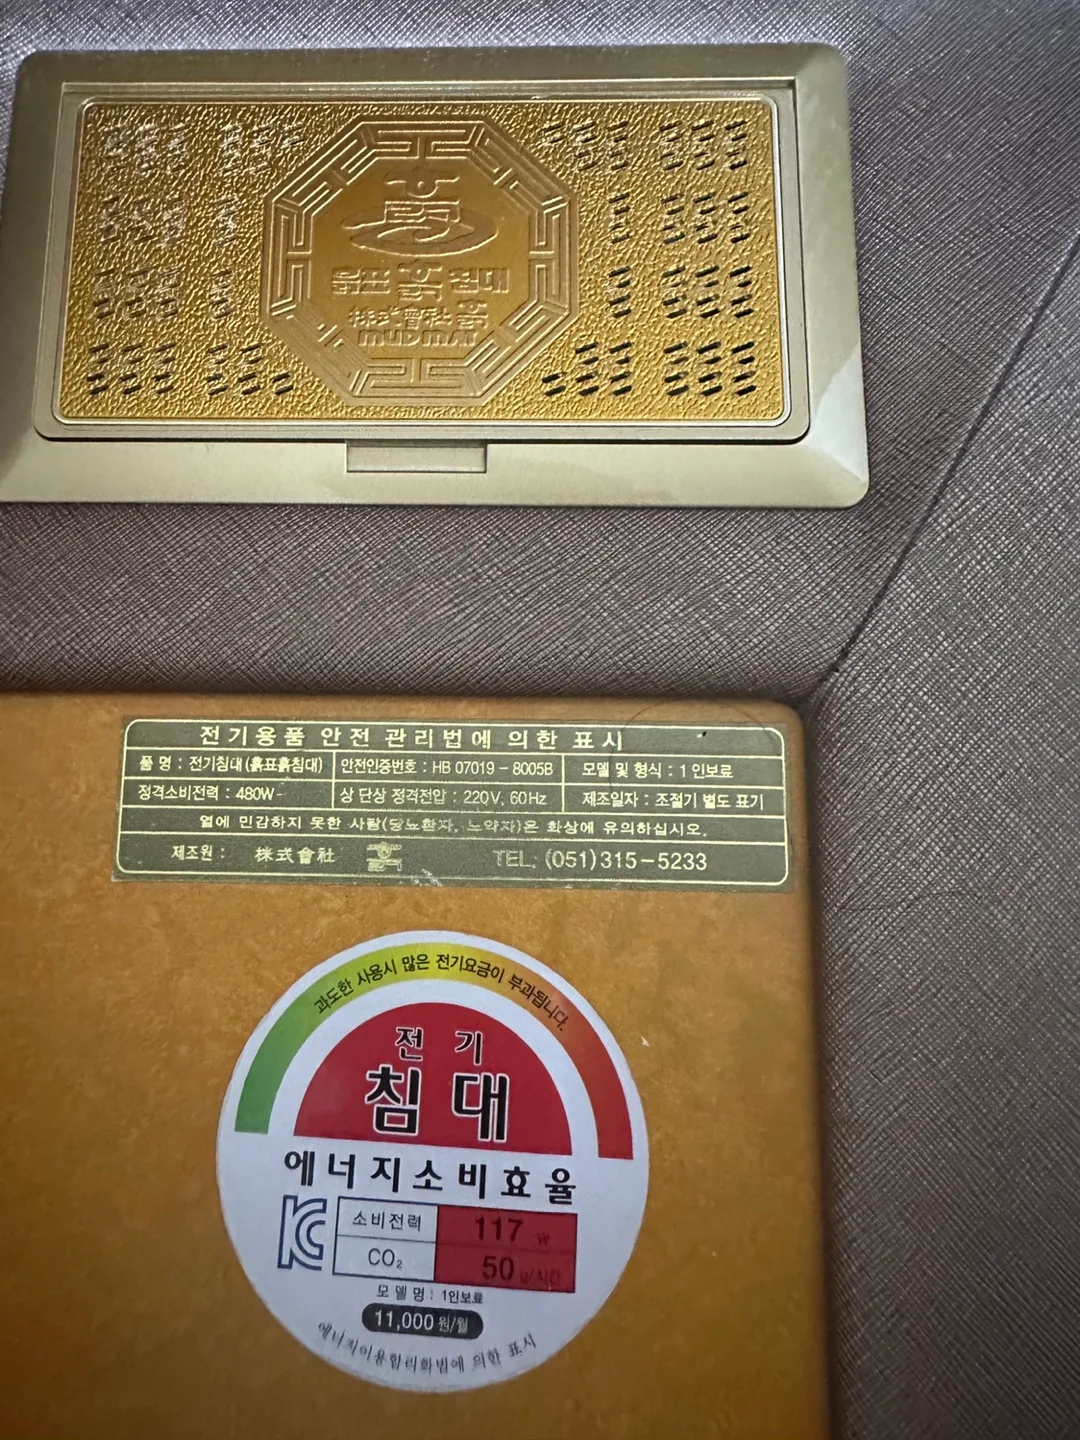 흙
흙표흙침대
株式會社 흙
MUDMAT
전기용품 안전 관리법에 의한 표시
품 명 : 전기침대(흙표흙침대) 안전인증번호 : HB 07019 - 8005B 모델 및 형식 : 1 인보료
정격소비전력 : 480W- 상 단상 정격전압 : 220V, 60Hz 제조일자 : 조절기 별도 표기
열에 민감하지 못한 사람(당뇨환자, 노약자)은 화상에 유의하십시오.
제조원 : 株式會社 흙 TEL. (051)315-5233
과도한 사용시 많은 전기요금이 부과됩니다.
전 기
침 대
에너지소비효율
소비전력 117 W
CO₂ 50 g/시간
모 델 명 : 1인보료
11,000 원/월
에너지이용합리화법에 의한 표시